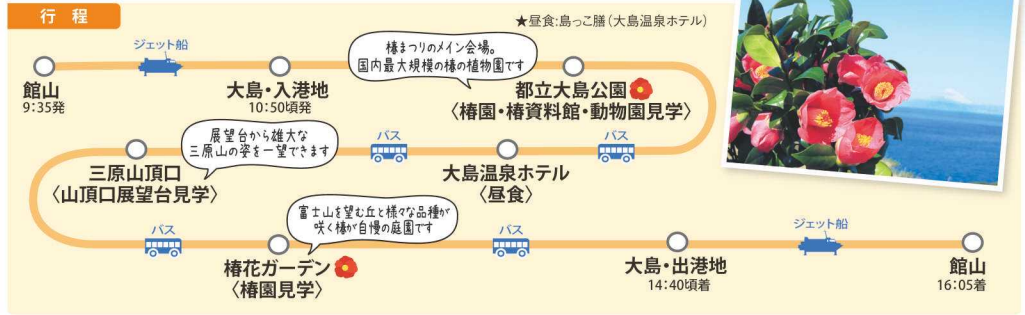 行程
★昼食:島っこ膳(大島温泉ホテル)
ジェット船
館山
9:35発
大島・入港地
10:50頃発
椿まつりのメイン会場。
国内最大規模の椿の植物園です
都立大島公園
〈椿園・椿資料館・動物園見学〉
バス
大島温泉ホテル
〈昼食〉
バス
展望台から雄大な
三原山の姿を一望できます
三原山頂口
〈山頂口展望台見学〉
バス
富士山を望む丘と様々な品種が
咲く椿が自慢の庭園です
椿花ガーデン
〈椿園見学〉
バス
大島・出港地
14:40頃着
ジェット船
館山
16:05着